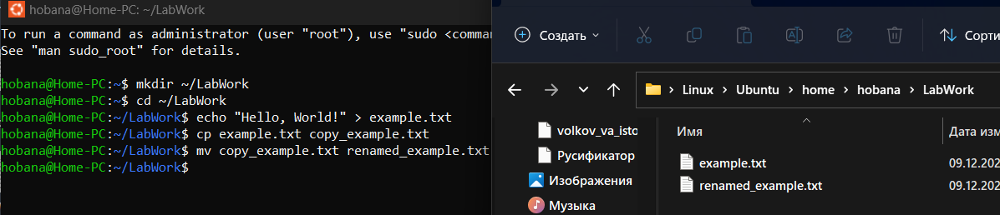 hobana@Home-PC: ~/LabWork
To run a command as administrator (user "root"), use "sudo <comman
See "man sudo_root" for details.
hobana@Home-PC:~$ mkdir ~/LabWork
hobana@Home-PC:~$ cd ~/LabWork
hobana@Home-PC:~/LabWork$ echo "Hello, World!" > example.txt
hobana@Home-PC:~/LabWork$ cp example.txt copy_example.txt
hobana@Home-PC:~/LabWork$ mv copy_example.txt renamed_example.txt
hobana@Home-PC:~/LabWork$
Создать
Сорти
Linux > Ubuntu > home > hobana > LabWork
volkov_va_isto
Русификатор
Изображения
Музыка
Имя
Дата изм
example.txt
09.12.202
renamed_example.txt
09.12.202